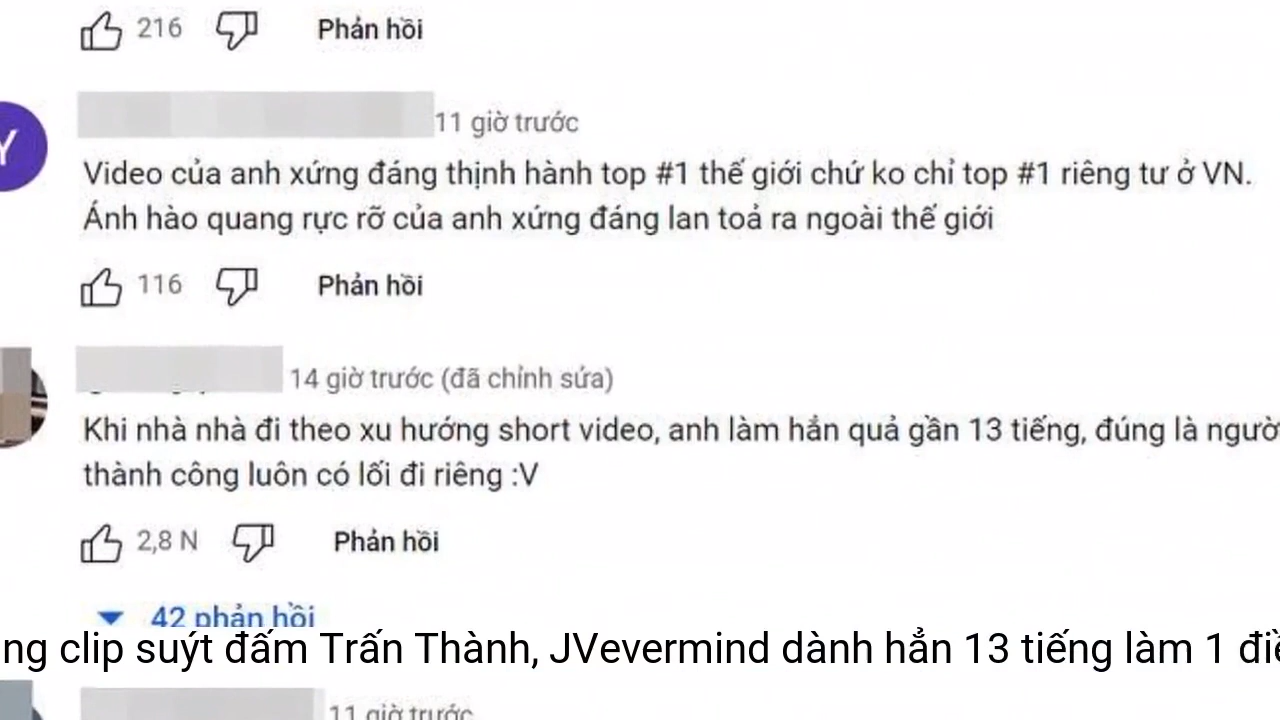 216 Phản hồi
Y
11 giờ trước
Video của anh xứng đáng thịnh hành top #1 thế giới chứ ko chỉ top #1 riêng tư ở VN.
Ánh hào quang rực rỡ của anh xứng đáng lan toả ra ngoài thế giới
116 Phản hồi
14 giờ trước (đã chỉnh sửa)
Khi nhà nhà đi theo xu hướng short video, anh làm hẳn quả gần 13 tiếng, đúng là ngườ
thành công luôn có lối đi riêng :V
2,8 N Phản hồi
42 phản hồi
ng clip suýt đấm Trấn Thành, JVevermind dành hẳn 13 tiếng làm 1 điề
11 giờ trước